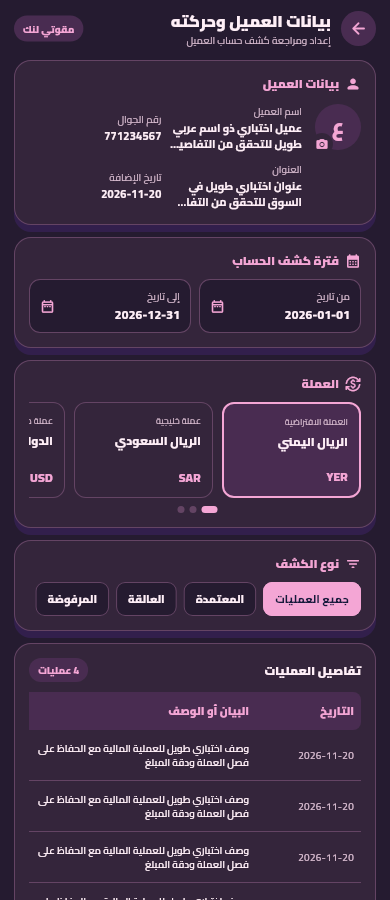 بيانات العميل وحركته
إعداد ومراجعة كشف حساب العميل
مقوتي لنك
بيانات العميل
ع
اسم العميل
عميل اختباري ذو اسم عربي
طويل للتحقق من التفاصي...
رقم الجوال
771234567
العنوان
عنوان اختباري طويل في
السوق للتحقق من التفا...
تاريخ الإضافة
2026-11-20
فترة كشف الحساب
من تاريخ
2026-01-01
إلى تاريخ
2026-12-31
العملة
العملة الافتراضية
الريال اليمني
YER
عملة خليجية
الريال السعودي
SAR
عملة
USD
نوع الكشف
جميع العمليات
المعتمدة
العالقة
المرفوضة
تفاصيل العمليات
4 عمليات
التاريخ
البيان أو الوصف
2026-11-20
وصف اختباري طويل للعملية المالية مع الحفاظ على
فصل العملة ودقة المبلغ
2026-11-20
وصف اختباري طويل للعملية المالية مع الحفاظ على
فصل العملة ودقة المبلغ
2026-11-20
وصف اختباري طويل للعملية المالية مع الحفاظ على
فصل العملة ودقة المبلغ